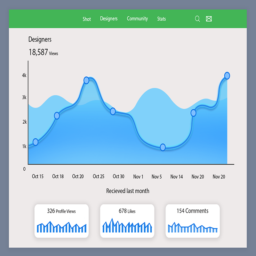 Shot Designers Community Stats
Designers
18,587 Views
4k
3k
2k
1k
0
Oct 15 Oct 18 Oct 20 Oct 25 Oct 30 Nov 1 Nov 5 Nov 14 Nov 20 Nov 28
Recieved last month
326 Profile Views 678 Likes 154 Comments